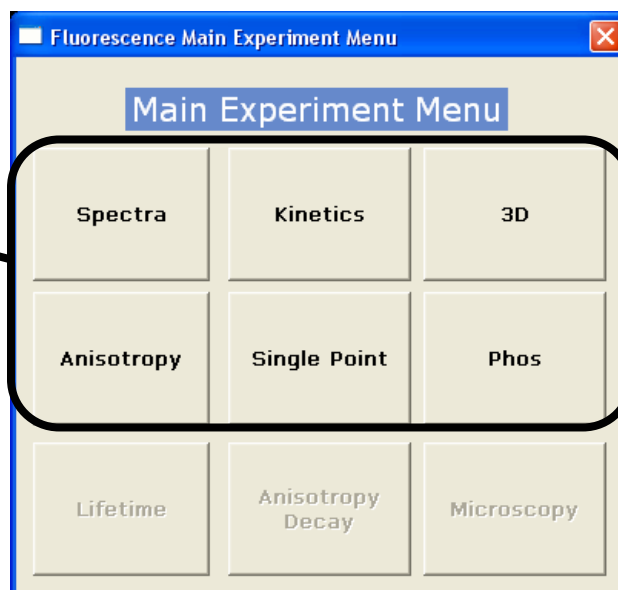 Fluorescence Main Experiment Menu
Main Experiment Menu
Spectra
Kinetics
3D
Anisotropy
Single Point
Phos
Lifetime
Anisotropy
Decay
Microscopy